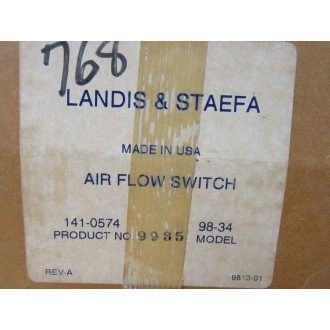 768
LANDIS & STAEFA
MADE IN USA
AIR FLOW SWITCH
141-0574 98-34
PRODUCT NO. 9935 MODEL
REV-A 9813-01